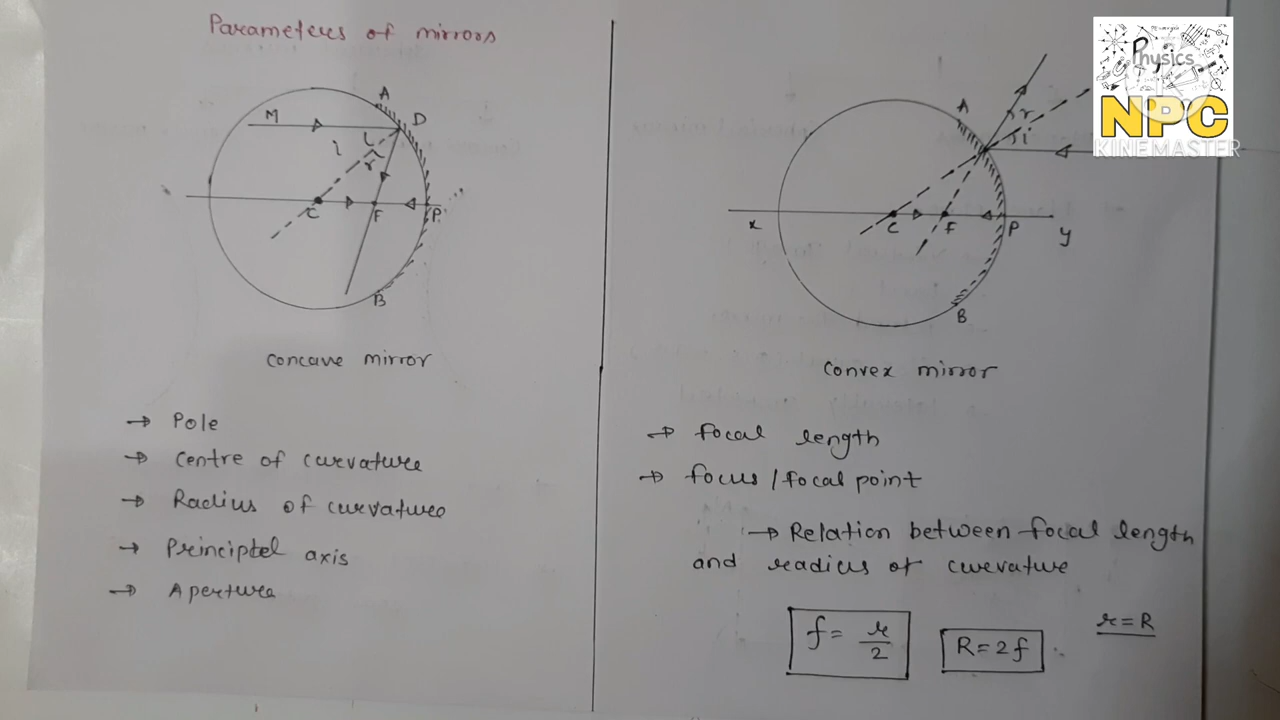 Parameters of mirrors
A
M
D
i
l
r
C
F
P
B
Concave mirror
→ Pole
→ Centre of curvature
→ Radius of curvature
→ Principtel axis
→ Aperture
A
r
i
x
C
F
P
y
B
Convex mirror
→ focal length
→ focus / focal point
→ Relation between focal length
and radius of curvature
f = r/2
R = 2f
r = R
Physics
NPC
KINEMASTER